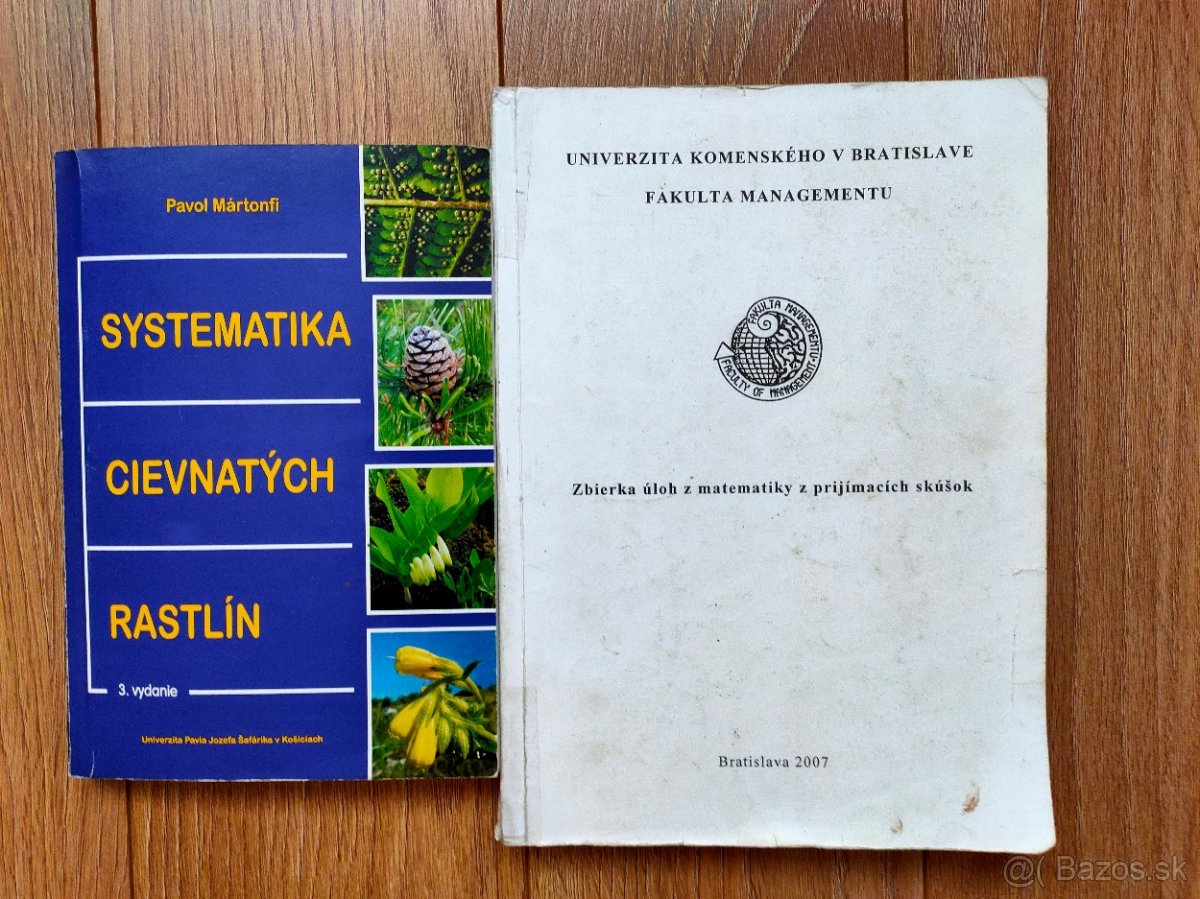 Pavol Mártonfi
SYSTEMATIKA
CIEVNATÝCH
RASTLÍN
3. vydanie
Univerzita Pavla Jozefa Šafárika v Košiciach
UNIVERZITA KOMENSKÉHO V BRATISLAVE
FAKULTA MANAGEMENTU
FAKULTA MANAGEMENTU
FACULTY OF MANAGEMENT
Zbierka úloh z matematiky z prijímacích skúšok
Bratislava 2007
@( Bazos.sk